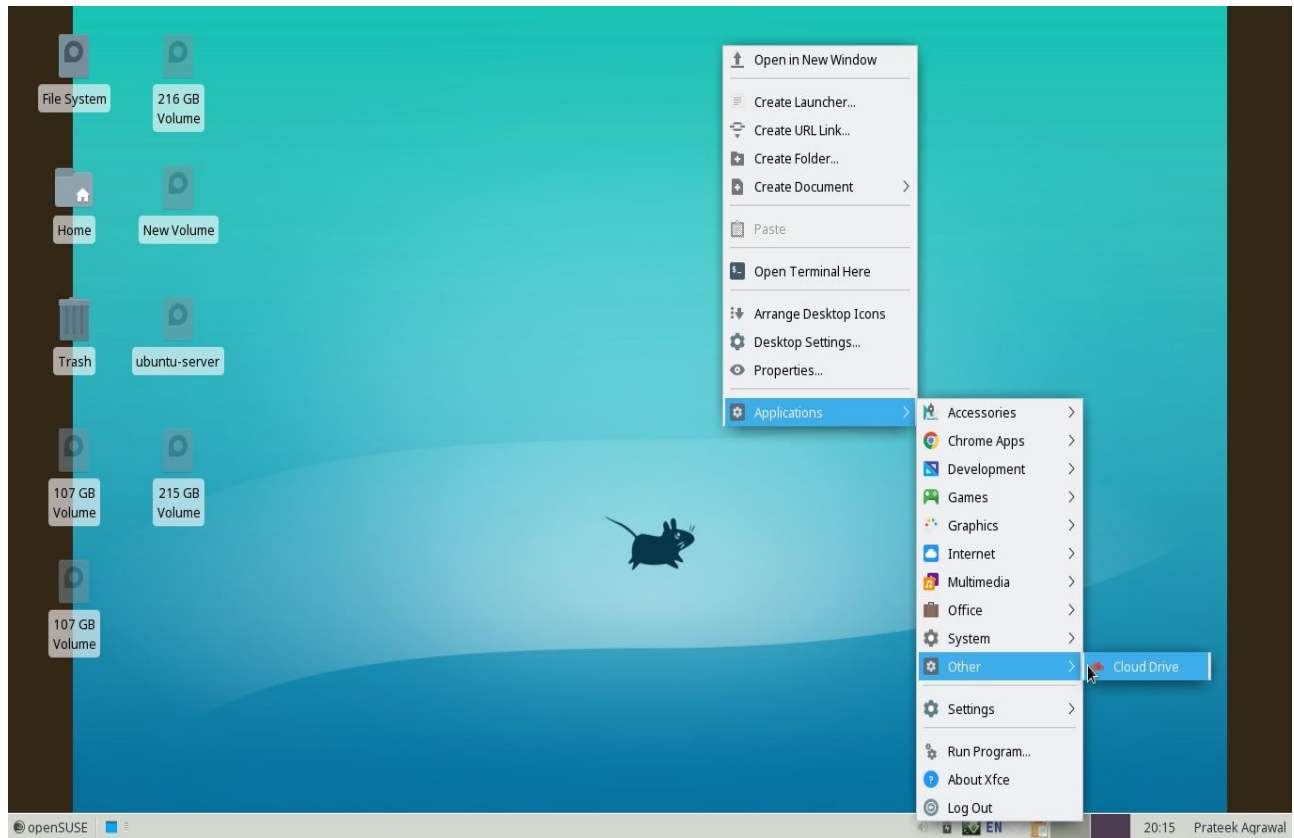 File System
216 GB
Volume
Home
New Volume
Trash
ubuntu-server
107 GB
Volume
215 GB
Volume
107 GB
Volume
Open in New Window
Create Launcher...
Create URL Link...
Create Folder...
Create Document
Paste
Open Terminal Here
Arrange Desktop Icons
Desktop Settings...
Properties...
Applications
Accessories
Chrome Apps
Development
Games
Graphics
Internet
Multimedia
Office
System
Other
Cloud Drive
Settings
Run Program...
About Xfce
Log Out
openSUSE
EN
20:15
Prateek Agrawal